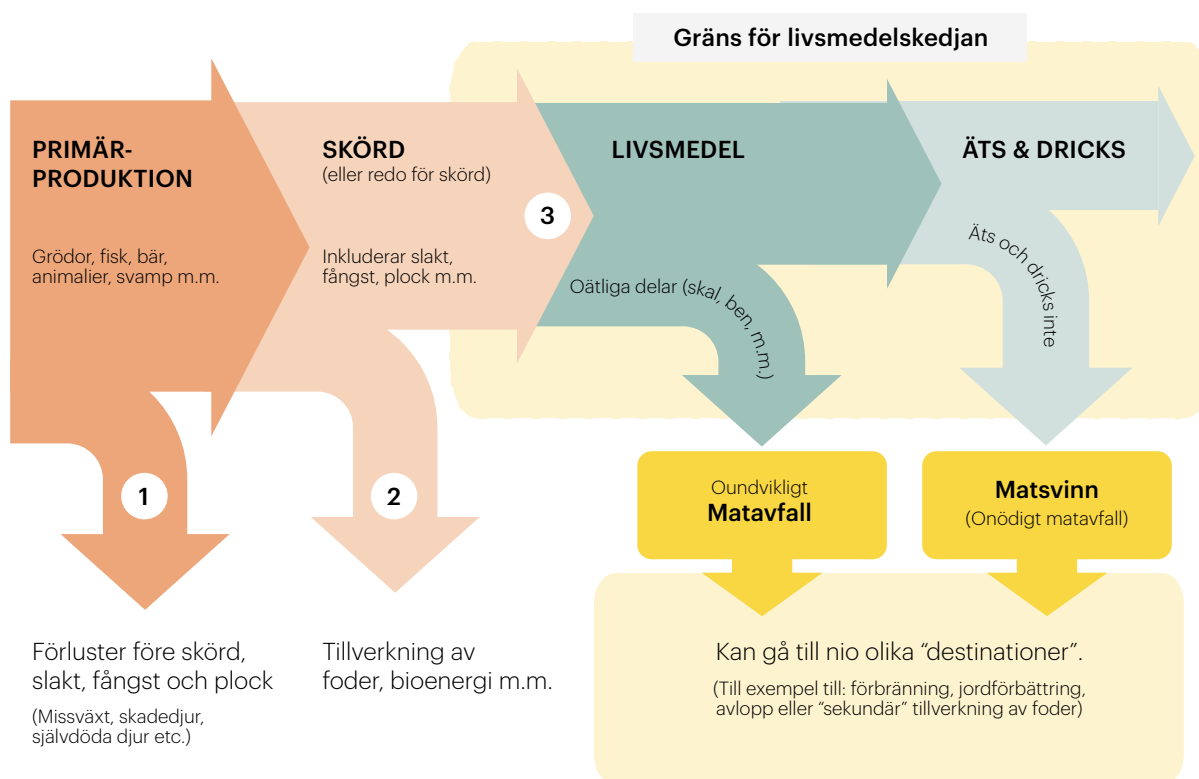 Gräns för livsmedelskedjan
PRIMÄR-
PRODUKTION
Grödor, fisk, bär,
animalier, svamp m.m.
SKÖRD
(eller redo för skörd)
Inkluderar slakt,
fångst, plock m.m.
3
LIVSMEDEL
Oätliga delar (skal, ben, m.m.)
ÄTS & DRICKS
Äts och dricks inte
1
2
Oundvikligt
Matavfall
Matsvinn
(Onödigt matavfall)
Förluster före skörd,
slakt, fångst och plock
(Missväxt, skadedjur,
självdöda djur etc.)
Tillverkning av
foder, bioenergi m.m.
Kan gå till nio olika “destinationer”.
(Till exempel till: förbränning, jordförbättring,
avlopp eller “sekundär” tillverkning av foder)